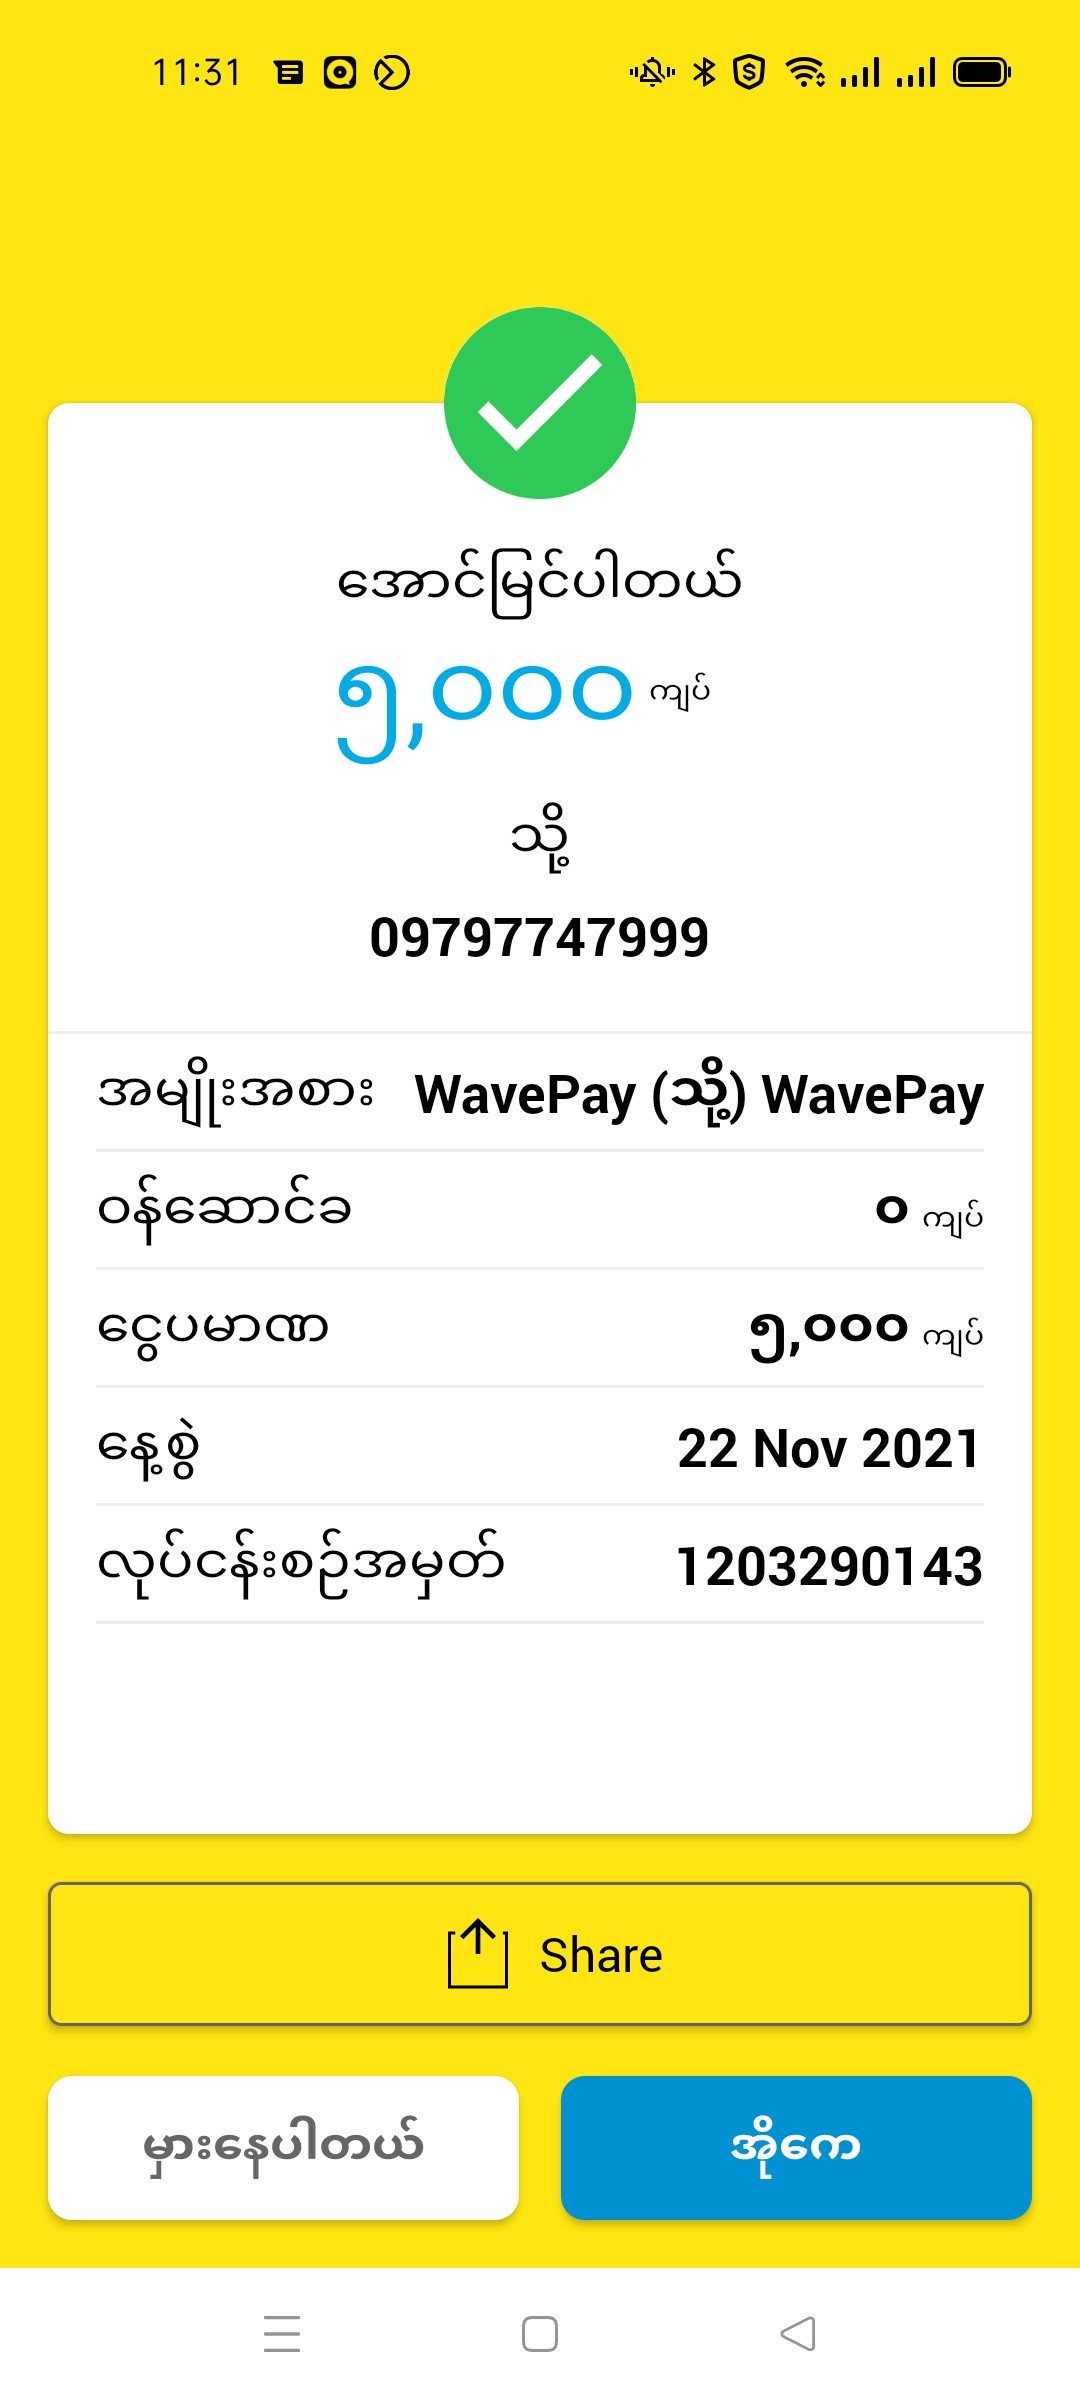 11:31
အောင်မြင်ပါတယ်
၅,၀၀၀ ကျပ်
သို့
09797747999
အမျိုးအစား WavePay (သို့) WavePay
ဝန်ဆောင်ခ ၀ ကျပ်
ငွေပမာဏ ၅,၀၀၀ ကျပ်
နေ့စွဲ 22 Nov 2021
လုပ်ငန်းစဉ်အမှတ် 1203290143
Share
မှားနေပါတယ် အိုကေ